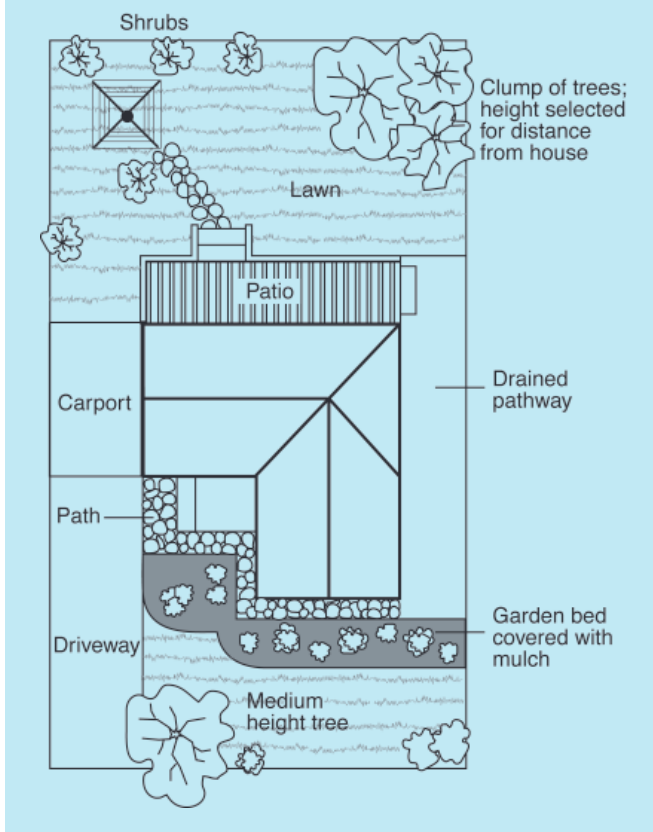 Shrubs
Clump of trees;
height selected
for distance
from house
Lawn
Patio
Carport
Drained
pathway
Path
Driveway
Garden bed
covered with
mulch
Medium
height tree